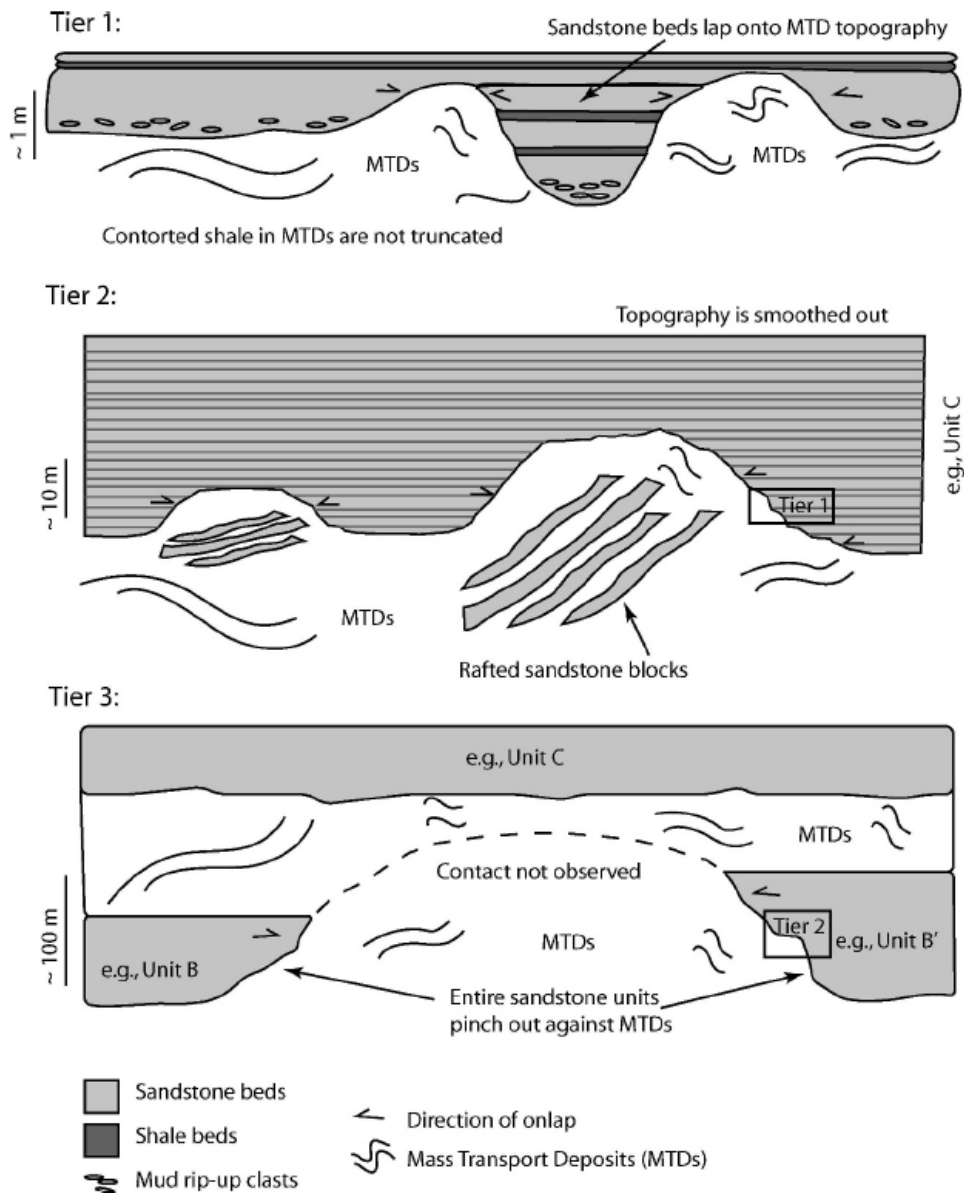 Tier 1:
Sandstone beds lap onto MTD topography
~ 1 m
MTDs
MTDs
Contorted shale in MTDs are not truncated
Tier 2:
Topography is smoothed out
~ 10 m
e.g., Unit C
Tier 1
MTDs
Rafted sandstone blocks
Tier 3:
e.g., Unit C
MTDs
Contact not observed
~ 100 m
Tier 2
e.g., Unit B
MTDs
e.g., Unit B'
Entire sandstone units
pinch out against MTDs
Sandstone beds
Shale beds
Mud rip-up clasts
Direction of onlap
Mass Transport Deposits (MTDs)